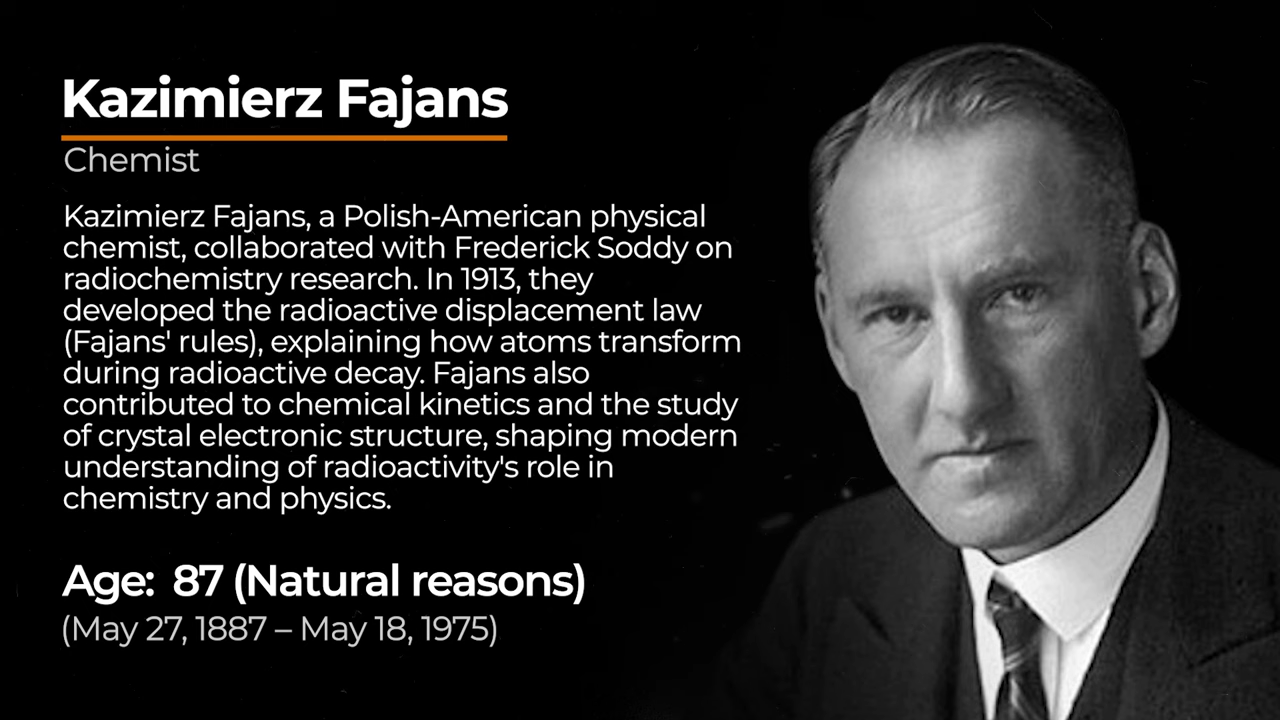 Kazimierz Fajans
Chemist
Kazimierz Fajans, a Polish-American physical
chemist, collaborated with Frederick Soddy on
radiochemistry research. In 1913, they
developed the radioactive displacement law
(Fajans' rules), explaining how atoms transform
during radioactive decay. Fajans also
contributed to chemical kinetics and the study
of crystal electronic structure, shaping modern
understanding of radioactivity's role in
chemistry and physics.
Age: 87 (Natural reasons)
(May 27, 1887 – May 18, 1975)